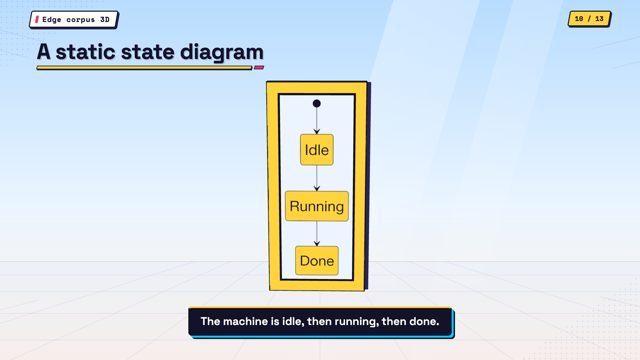 Edge corpus 3D
10 / 13
A static state diagram
Idle
Running
Done
The machine is idle, then running, then done.